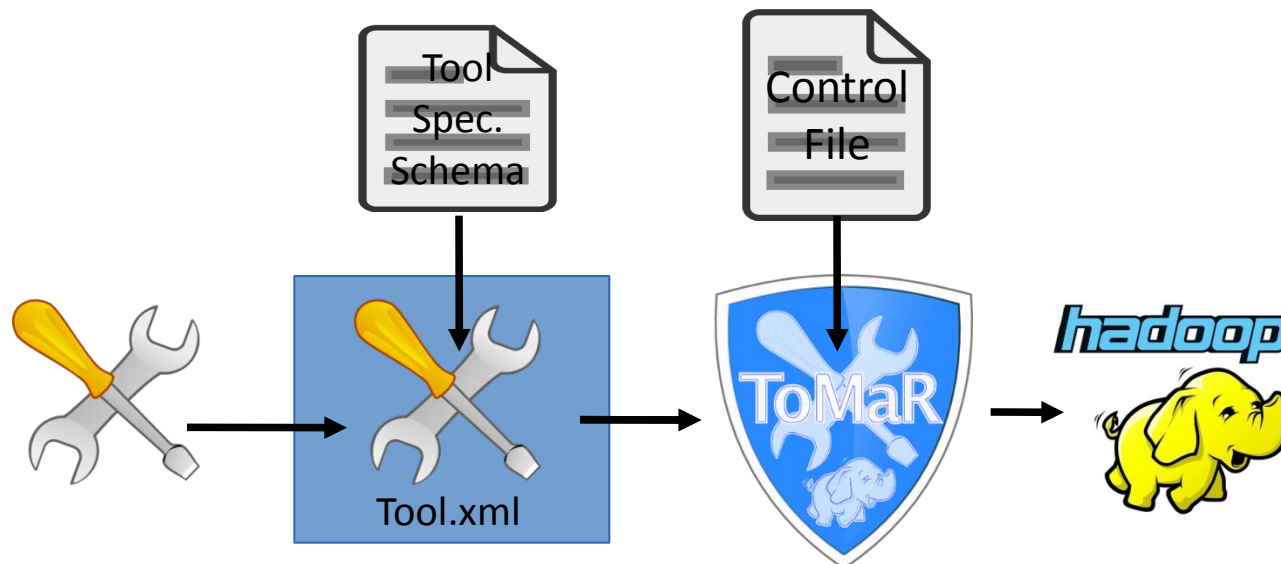 Tool
Spec.
Schema
Control
File
Tool.xml
ToMaR
hadoop